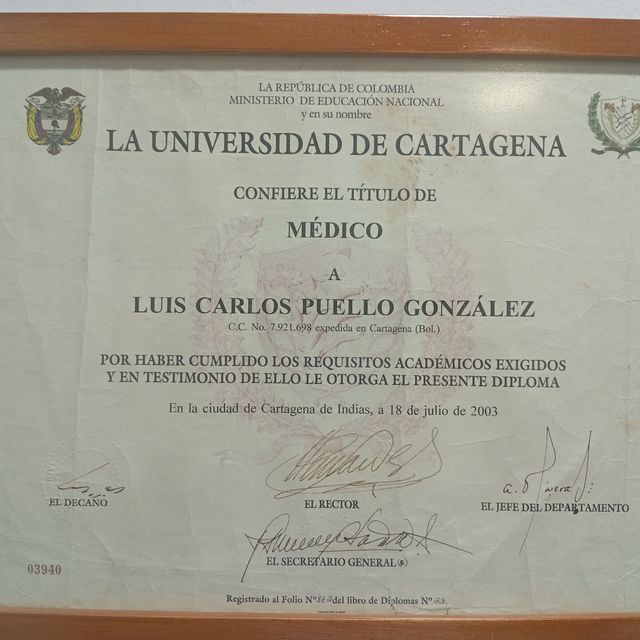 LA REPÚBLICA DE COLOMBIA
MINISTERIO DE EDUCACIÓN NACIONAL
y en su nombre
LA UNIVERSIDAD DE CARTAGENA
CONFIERE EL TÍTULO DE
MÉDICO
A
LUIS CARLOS PUELLO GONZÁLEZ
C.C. No. 7.921.698 expedida en Cartagena (Bol.)
POR HABER CUMPLIDO LOS REQUISITOS ACADÉMICOS EXIGIDOS
Y EN TESTIMONIO DE ELLO LE OTORGA EL PRESENTE DIPLOMA
En la ciudad de Cartagena de Indias, a 18 de julio de 2003
EL DECANO
EL RECTOR
EL JEFE DEL DEPARTAMENTO
EL SECRETARIO GENERAL
03940
Registrado al Folio Nº del libro de Diplomas Nº